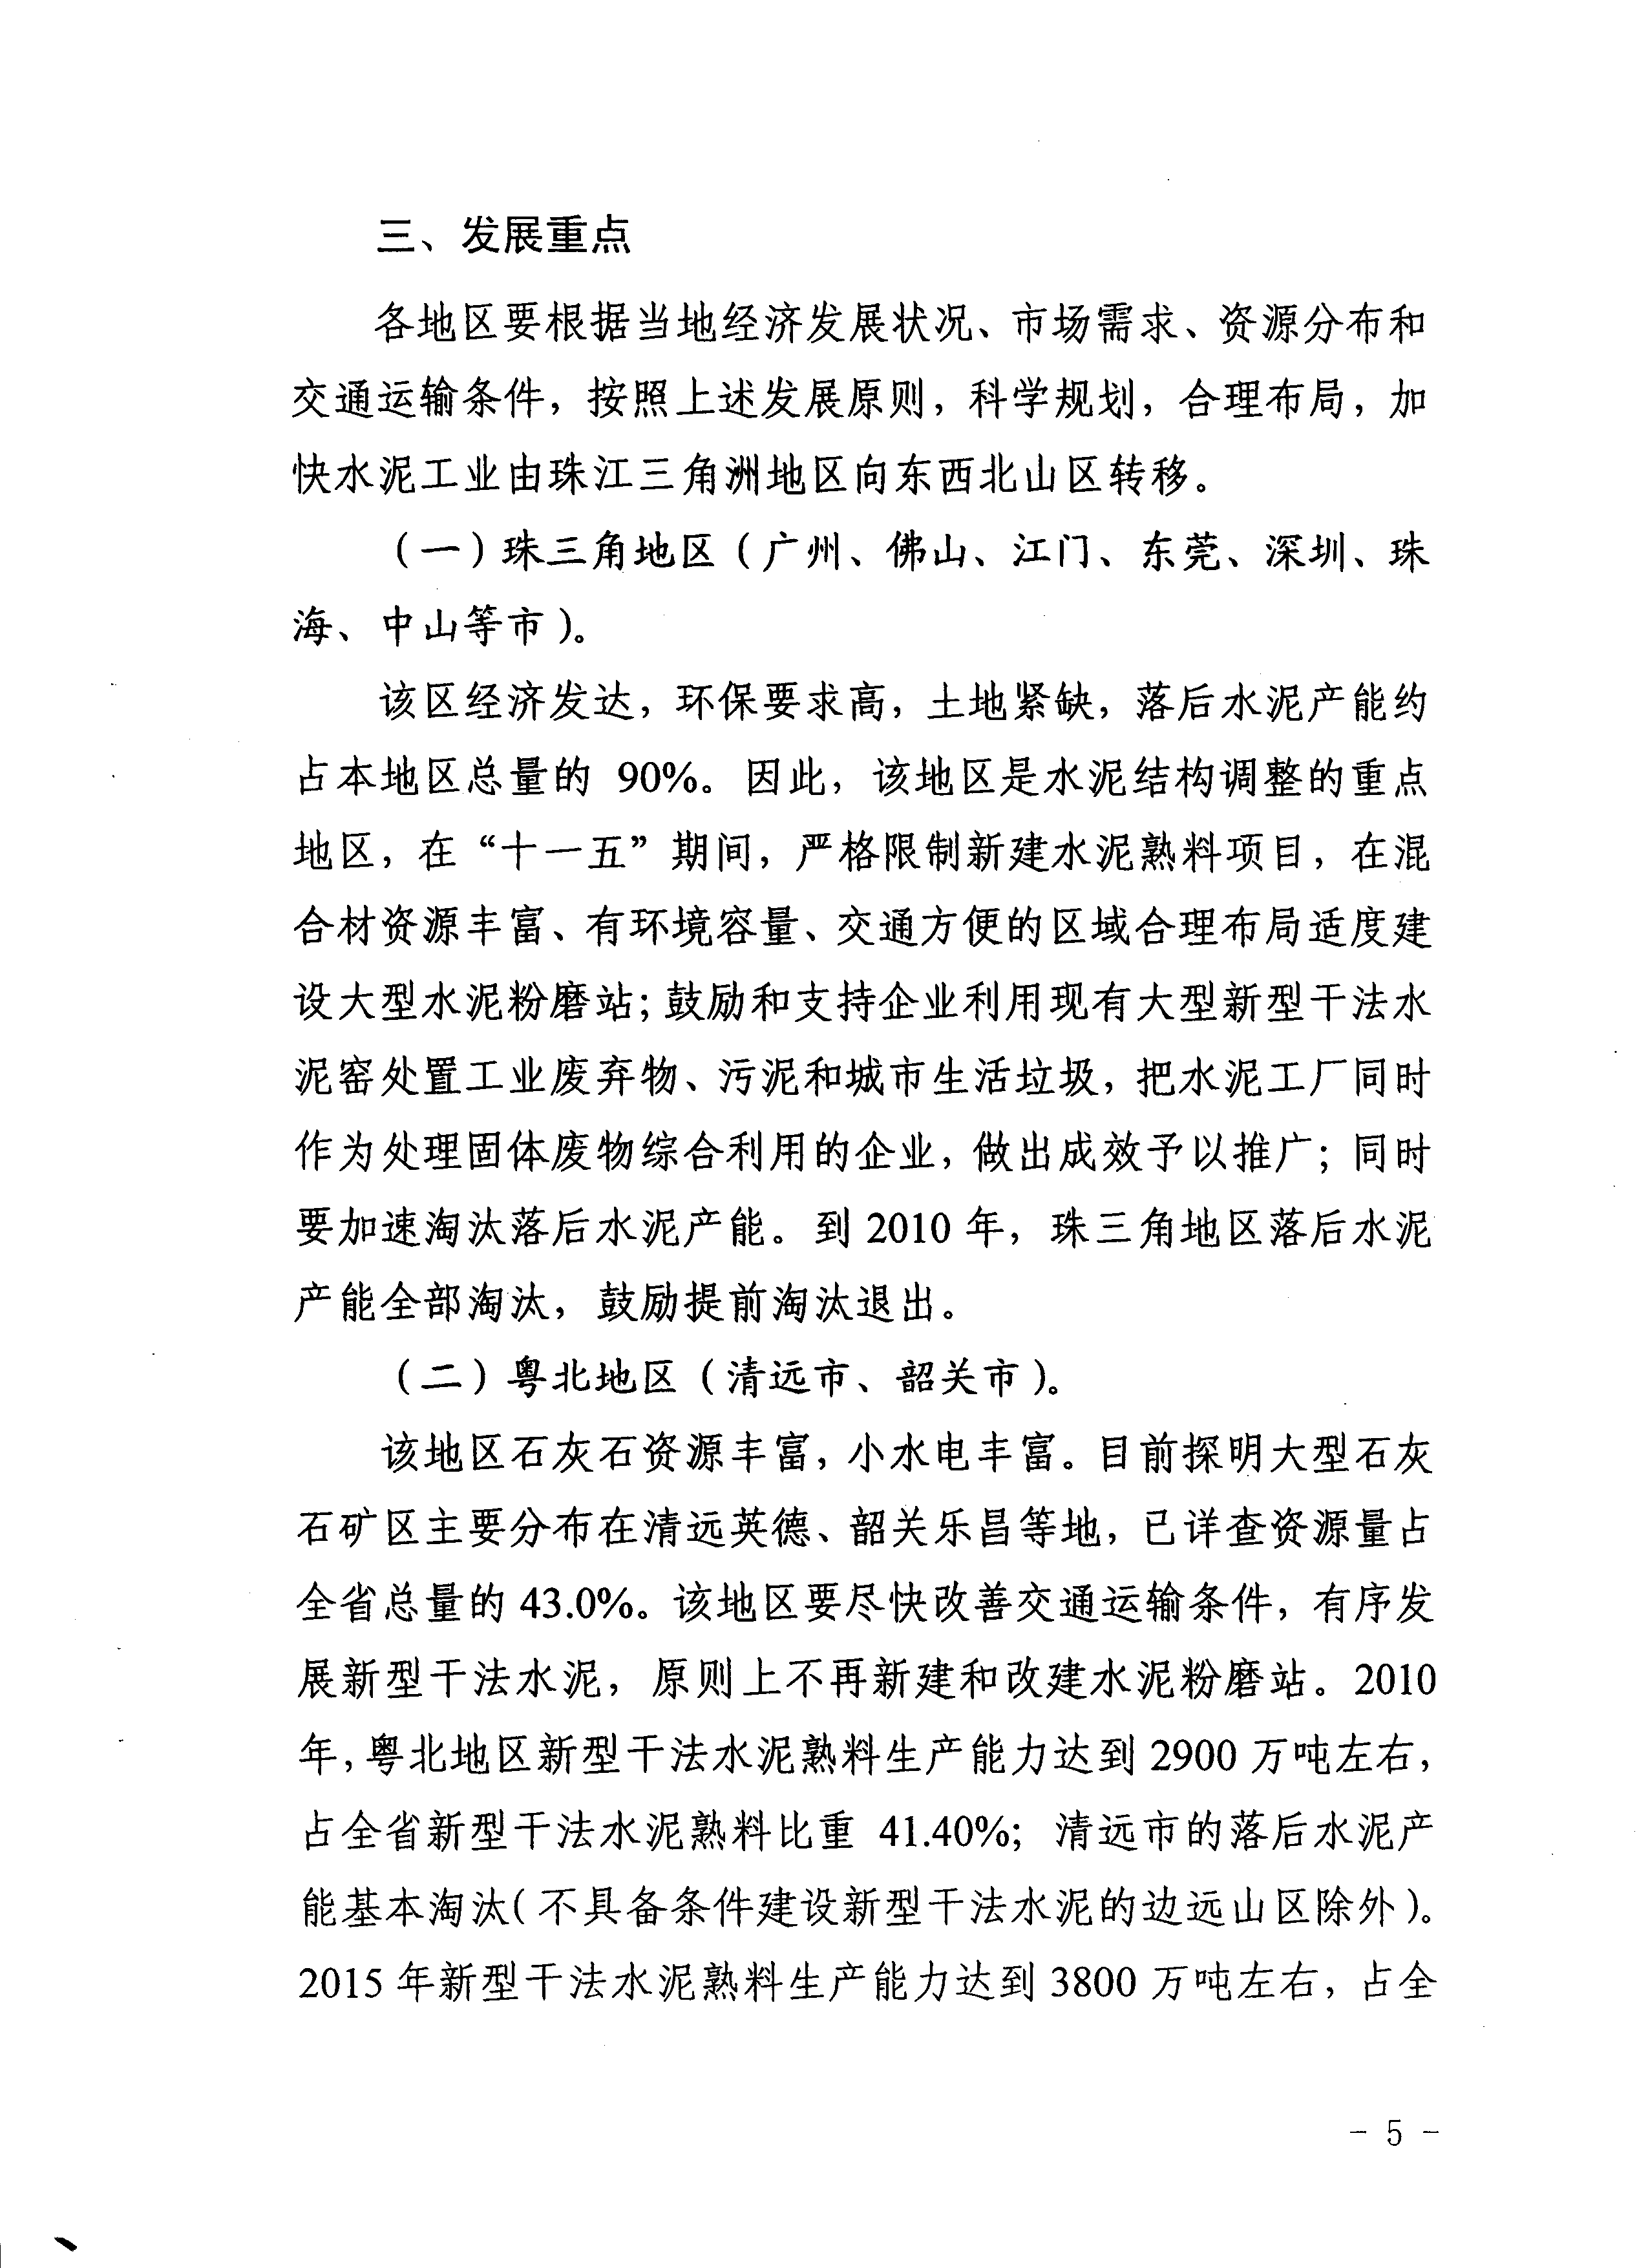 三、发展重点
各地区要根据当地经济发展状况、市场需求、资源分布和
交通运输条件，按照上述发展原则，科学规划，合理布局，加
快水泥工业由珠江三角洲地区向东西北山区转移。
（一）珠三角地区（广州、佛山、江门、东莞、深圳、珠
海、中山等市）。
该区经济发达，环保要求高，土地紧缺，落后水泥产能约
占本地区总量的 90%。因此，该地区是水泥结构调整的重点
地区，在“十一五”期间，严格限制新建水泥熟料项目，在混
合材资源丰富、有环境容量、交通方便的区域合理布局适度建
设大型水泥粉磨站；鼓励和支持企业利用现有大型新型干法水
泥窑处置工业废弃物、污泥和城市生活垃圾，把水泥工厂同时
作为处理固体废物综合利用的企业，做出成效予以推广；同时
要加速淘汰落后水泥产能。到 2010 年，珠三角地区落后水泥
产能全部淘汰，鼓励提前淘汰退出。
（二）粤北地区（清远市、韶关市）。
该地区石灰石资源丰富，小水电丰富。目前探明大型石灰
石矿区主要分布在清远英德、韶关乐昌等地，已详查资源量占
全省总量的 43.0%。该地区要尽快改善交通运输条件，有序发
展新型干法水泥，原则上不再新建和改建水泥粉磨站。2010
年，粤北地区新型干法水泥熟料生产能力达到 2900 万吨左右，
占全省新型干法水泥熟料比重 41.40%；清远市的落后水泥产
能基本淘汰（不具备条件建设新型干法水泥的边远山区除外）。
2015 年新型干法水泥熟料生产能力达到 3800 万吨左右，占全
- 5 -